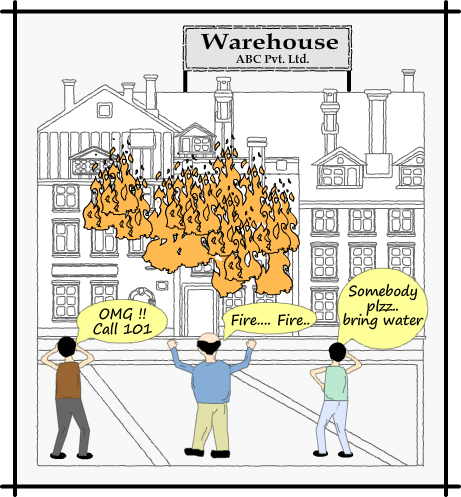 Warehouse
ABC Pvt. Ltd.
OMG !!
Call 101
Fire.... Fire..
Somebody
plzz..
bring water